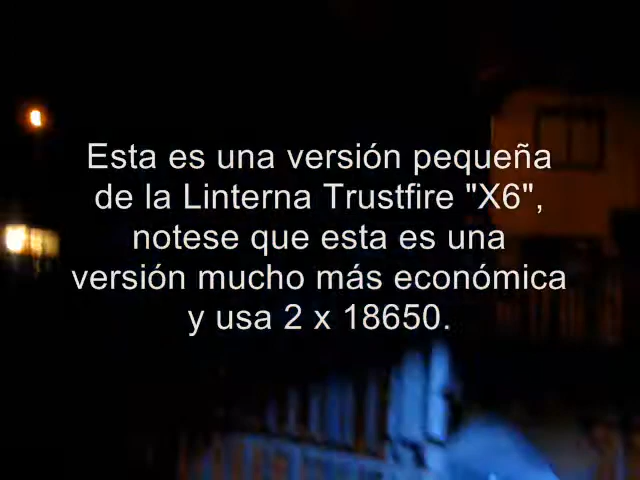 Esta es una versión pequeña
de la Linterna Trustfire "X6",
notese que esta es una
versión mucho más económica
y usa 2 x 18650.